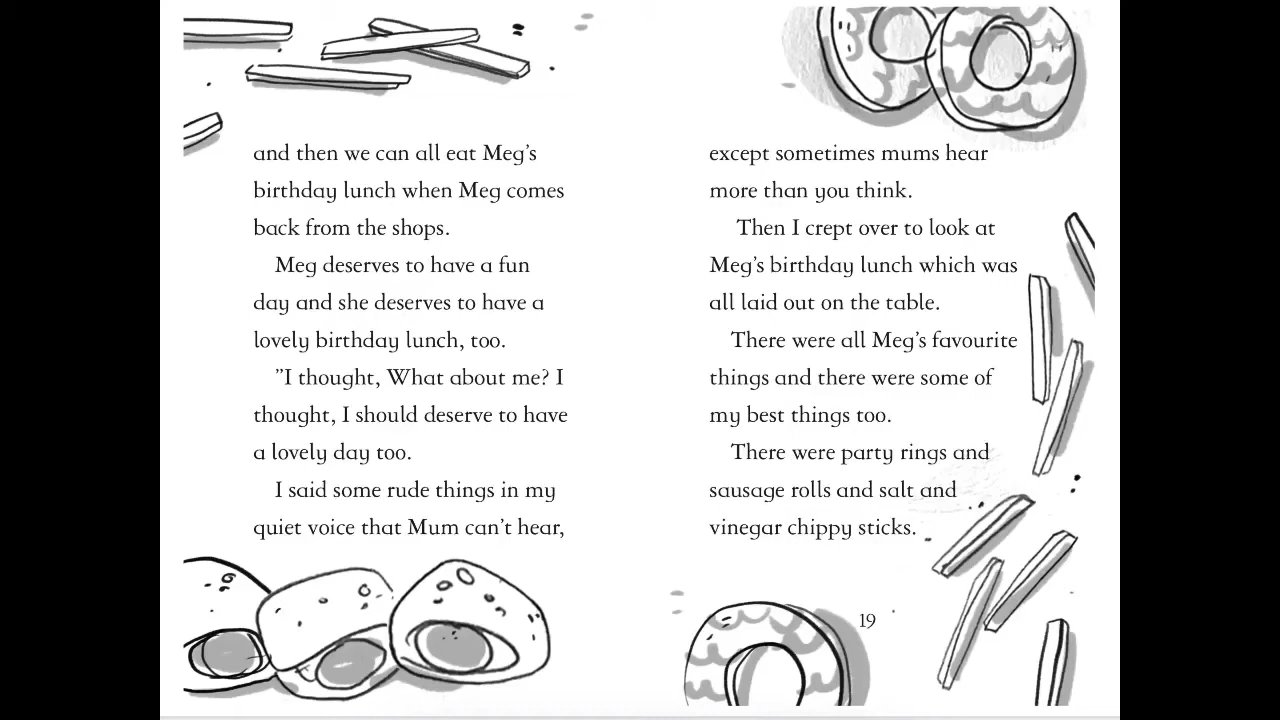 and then we can all eat Meg's
birthday lunch when Meg comes
back from the shops.
Meg deserves to have a fun
day and she deserves to have a
lovely birthday lunch, too.
"I thought, What about me? I
thought, I should deserve to have
a lovely day too.
I said some rude things in my
quiet voice that Mum can't hear,
except sometimes mums hear
more than you think.
Then I crept over to look at
Meg's birthday lunch which was
all laid out on the table.
There were all Meg's favourite
things and there were some of
my best things too.
There were party rings and
sausage rolls and salt and
vinegar chippy sticks.
19